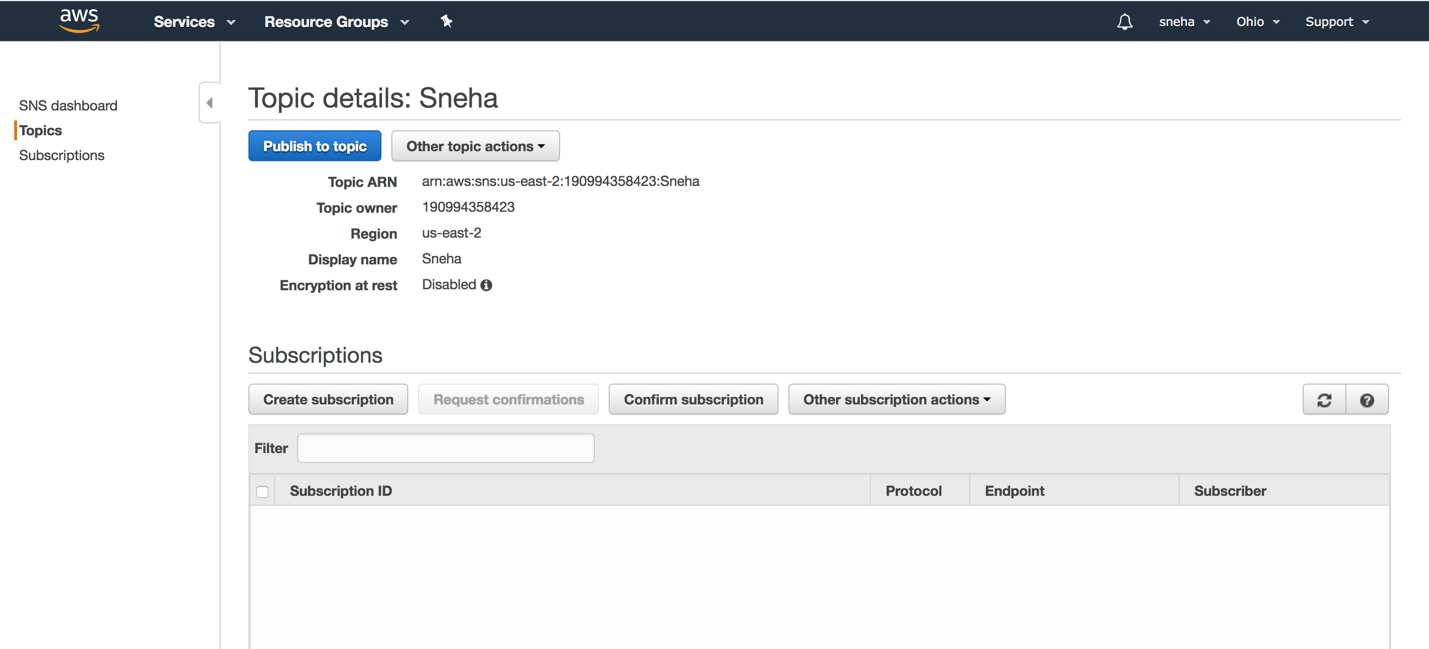 aws Services Resource Groups sneha Ohio Support
SNS dashboard
Topics
Subscriptions
Topic details: Sneha
Publish to topic Other topic actions
Topic ARN arn:aws:sns:us-east-2:190994358423:Sneha
Topic owner 190994358423
Region us-east-2
Display name Sneha
Encryption at rest Disabled
Subscriptions
Create subscription Request confirmations Confirm subscription Other subscription actions
Filter
Subscription ID Protocol Endpoint Subscriber